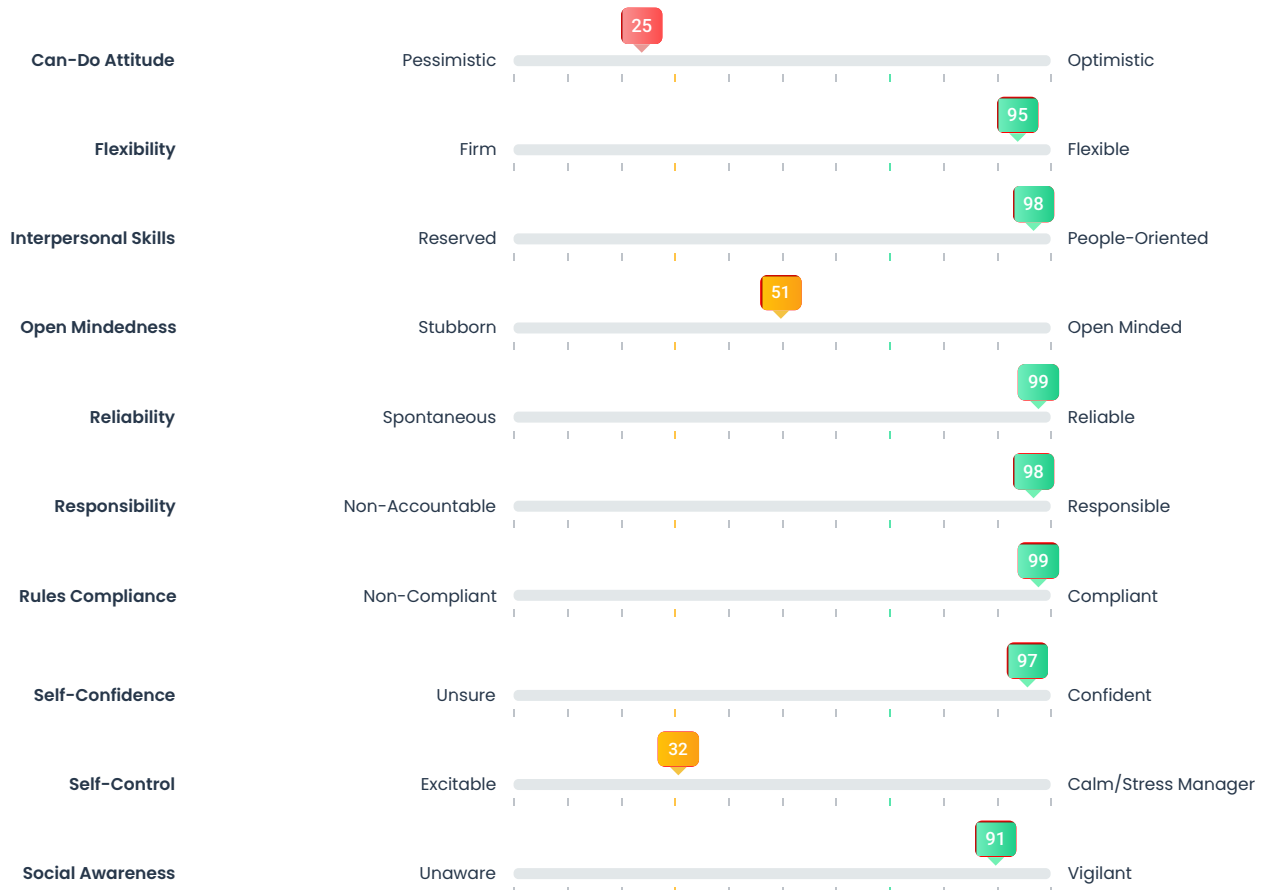 25
Can-Do Attitude Pessimistic Optimistic
95
Flexibility Firm Flexible
98
Interpersonal Skills Reserved People-Oriented
51
Open Mindedness Stubborn Open Minded
99
Reliability Spontaneous Reliable
98
Responsibility Non-Accountable Responsible
99
Rules Compliance Non-Compliant Compliant
97
Self-Confidence Unsure Confident
32
Self-Control Excitable Calm/Stress Manager
91
Social Awareness Unaware Vigilant